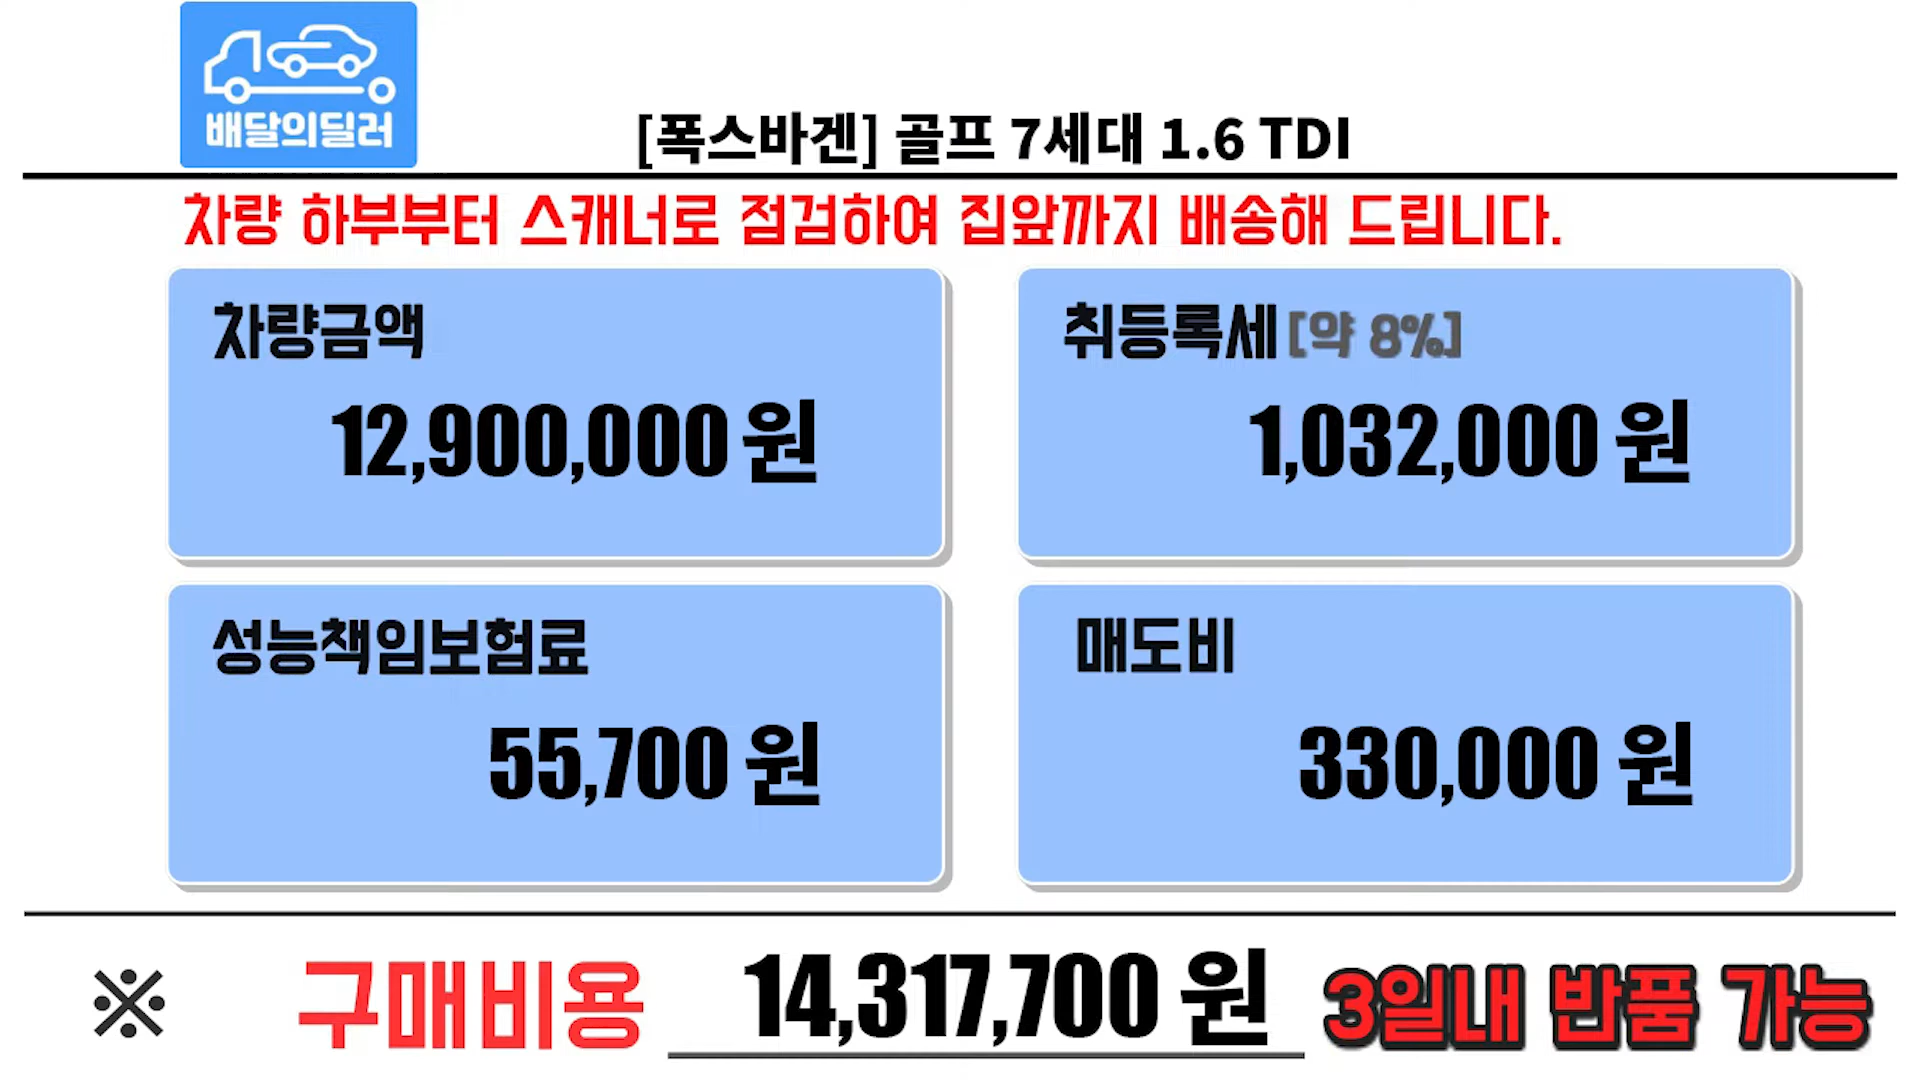 배달의딜러
[폭스바겐] 골프 7세대 1.6 TDI
차량 하부부터 스캐너로 점검하여 집앞까지 배송해 드립니다.
차량금액
12,900,000 원
취등록세 [약 8%]
1,032,000 원
성능책임보험료
55,700 원
매도비
330,000 원
※ 구매비용 14,317,700 원 3일내 반품 가능